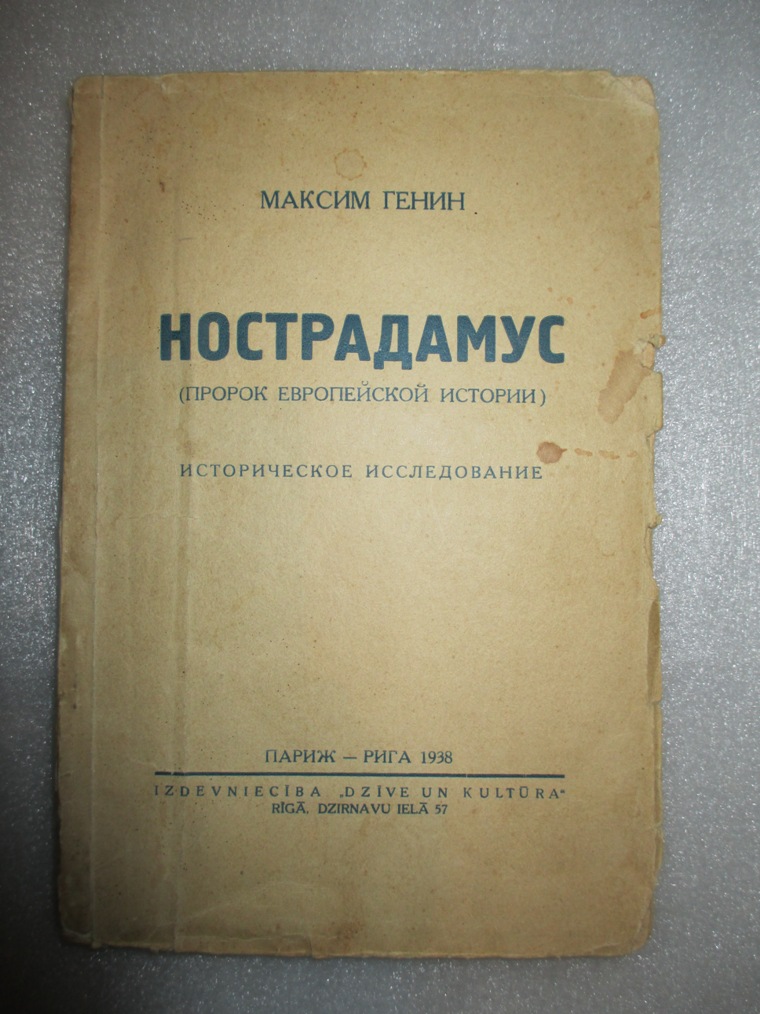 МАКСИМ ГЕНИН
НОСТРАДАМУС
(ПРОРОК ЕВРОПЕЙСКОЙ ИСТОРИИ)
ИСТОРИЧЕСКОЕ ИССЛЕДОВАНИЕ
ПАРИЖ — РИГА 1938
IZDEVNIECĪBA „DZĪVE UN KULTŪRA“
RĪGĀ, DZIRNAVU IELĀ 57